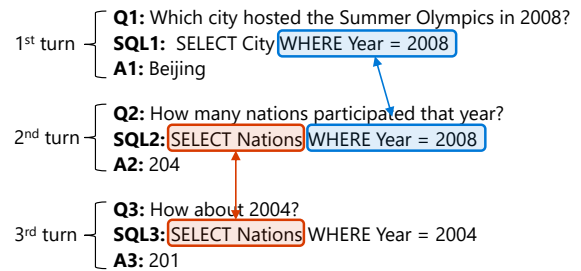 Q1: Which city hosted the Summer Olympics in 2008?
1st turn
SQL1: SELECT City WHERE Year = 2008
A1: Beijing
Q2: How many nations participated that year?
2nd turn
SQL2: SELECT Nations WHERE Year = 2008
A2: 204
Q3: How about 2004?
3rd turn
SQL3: SELECT Nations WHERE Year = 2004
A3: 201